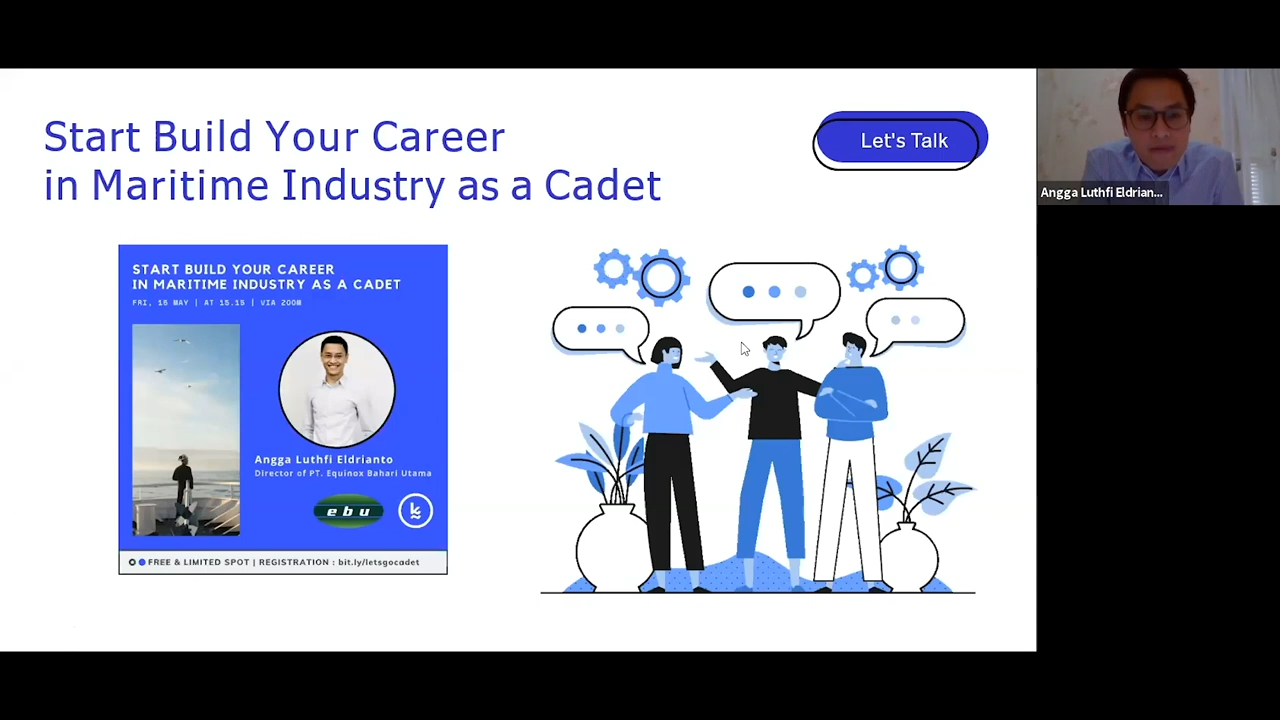 Start Build Your Career
in Maritime Industry as a Cadet
Let's Talk
Angga Luthfi Eldrian...
START BUILD YOUR CAREER
IN MARITIME INDUSTRY AS A CADET
FRI, 15 MAY | AT 15.15 | VIA ZOOM
Angga Luthfi Eldrianto
Director of PT. Equinox Bahari Utama
ebu
FREE & LIMITED SPOT | REGISTRATION : bit.ly/letsgocadet